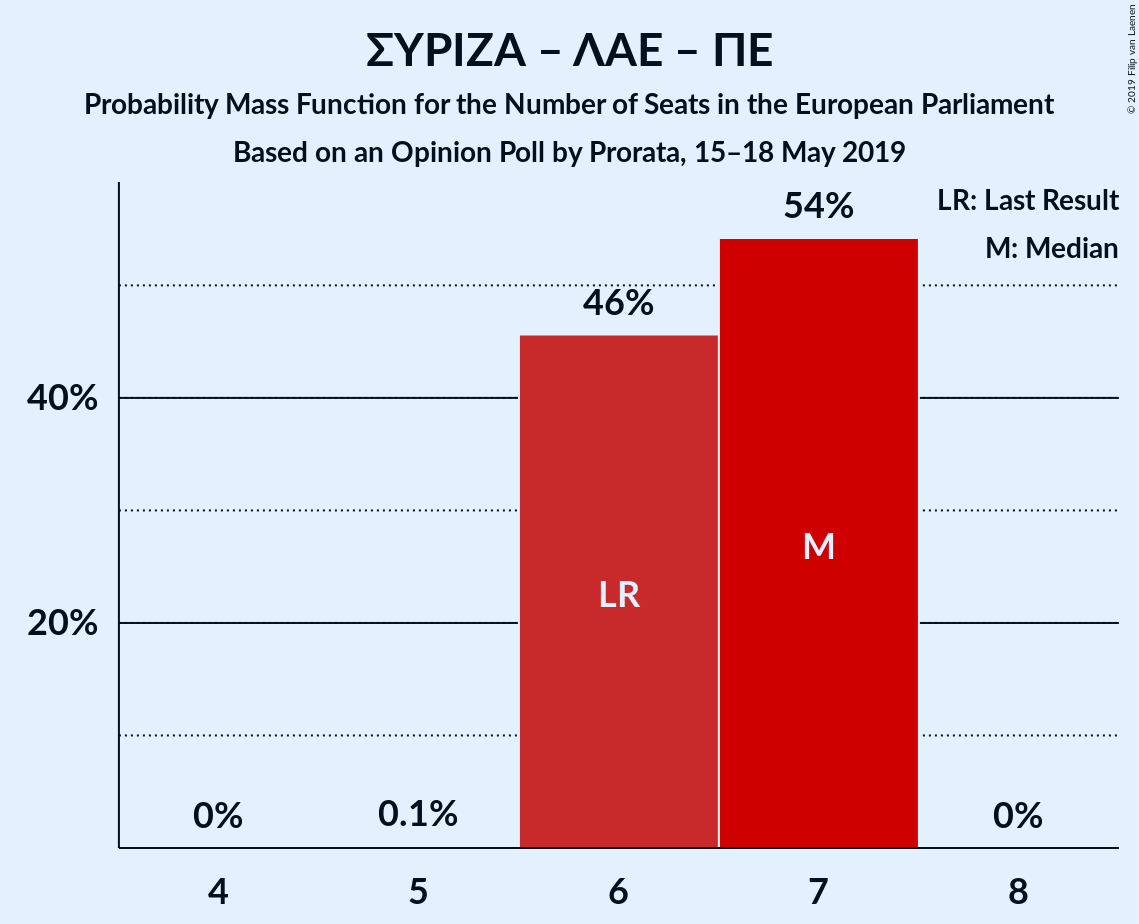 ΣΥΡΙΖΑ – ΛΑΕ – ΠΕ
Probability Mass Function for the Number of Seats in the European Parliament
Based on an Opinion Poll by Prorata, 15–18 May 2019
© 2019 Filip van Laenen
LR: Last Result
M: Median
54%
46%
40%
20%
LR
M
0%
0.1%
0%
4
5
6
7
8